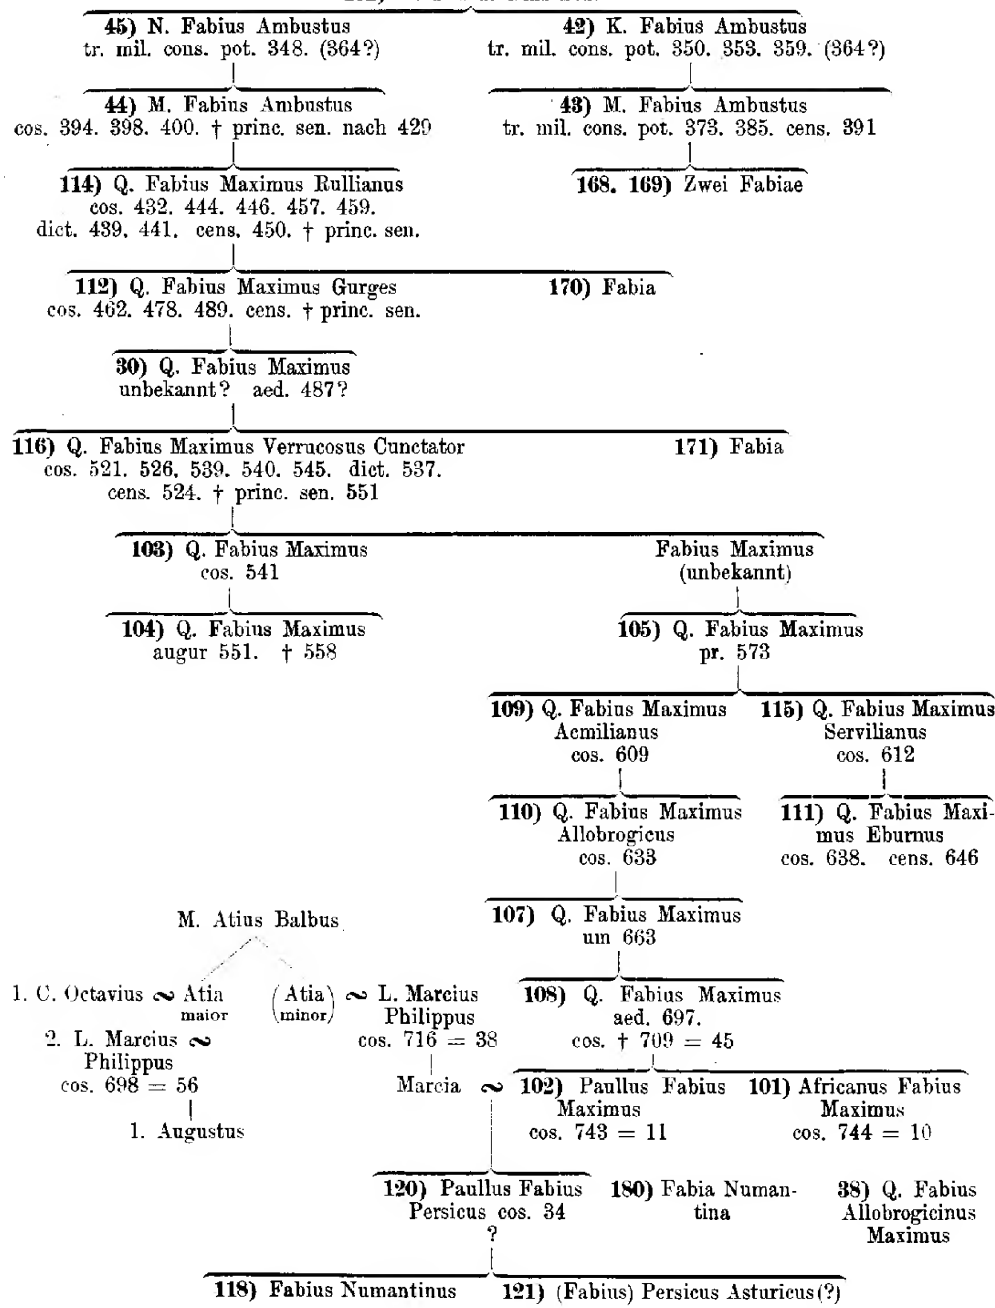 45) N. Fabius Ambustus
tr. mil. cons. pot. 348. (364?)
42) K. Fabius Ambustus
tr. mil. cons. pot. 350. 353. 359. (364?)
44) M. Fabius Ambustus
cos. 394. 398. 400. † princ. sen. nach 429
43) M. Fabius Ambustus
tr. mil. cons. pot. 373. 385. cens. 391
114) Q. Fabius Maximus Rullianus
cos. 432. 444. 446. 457. 459.
dict. 439. 441. cens. 450. † princ. sen.
168. 169) Zwei Fabiae
112) Q. Fabius Maximus Gurges
cos. 462. 478. 489. cens. † princ. sen.
170) Fabia
30) Q. Fabius Maximus
unbekannt? aed. 487?
116) Q. Fabius Maximus Verrucosus Cunctator
cos. 521. 526. 539. 540. 545. dict. 537.
cens. 524. † princ. sen. 551
171) Fabia
103) Q. Fabius Maximus
cos. 541
Fabius Maximus
(unbekannt)
104) Q. Fabius Maximus
augur 551. † 558
105) Q. Fabius Maximus
pr. 573
109) Q. Fabius Maximus
Aemilianus
cos. 609
115) Q. Fabius Maximus
Servilianus
cos. 612
110) Q. Fabius Maximus
Allobrogicus
cos. 633
111) Q. Fabius Maxi-
mus Eburnus
cos. 638. cens. 646
107) Q. Fabius Maximus
um 663
M. Atius Balbus
1. C. Octavius ∾ Atia
maior
(Atia) ∾ L. Marcius
(minor) Philippus
cos. 716 = 38
2. L. Marcius ∾
Philippus
cos. 698 = 56
108) Q. Fabius Maximus
aed. 697.
cos. † 709 = 45
1. Augustus
Marcia ∾ 102) Paullus Fabius
Maximus
cos. 743 = 11
101) Africanus Fabius
Maximus
cos. 744 = 10
120) Paullus Fabius
Persicus cos. 34
?
180) Fabia Numan-
tina
38) Q. Fabius
Allobrogicinus
Maximus
118) Fabius Numantinus
121) (Fabius) Persicus Asturicus(?)